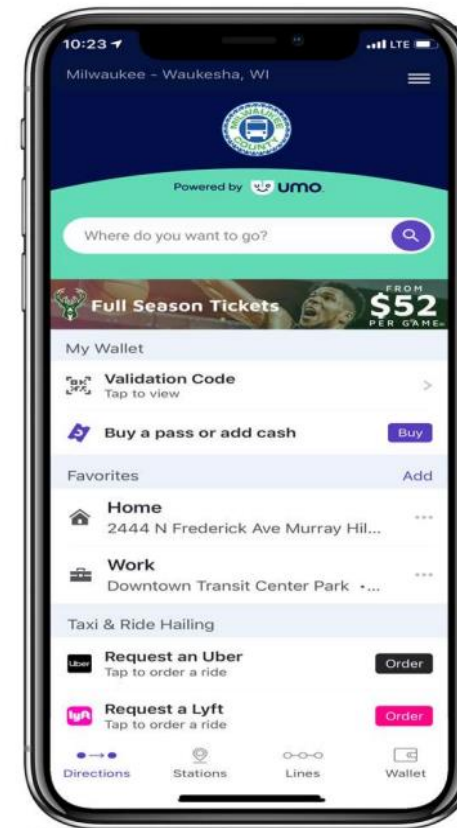 10:23
LTE
Milwaukee - Waukesha, WI
MILWAUKEE
COUNTY
Powered by umo
Where do you want to go?
Full Season Tickets
FROM
$52
PER GAME
My Wallet
Validation Code
Tap to view
Buy a pass or add cash
Buy
Favorites
Add
Home
2444 N Frederick Ave Murray Hil...
Work
Downtown Transit Center Park •...
Taxi & Ride Hailing
Uber
Request an Uber
Tap to order a ride
Order
lyft
Request a Lyft
Tap to order a ride
Order
Directions
Stations
Lines
Wallet